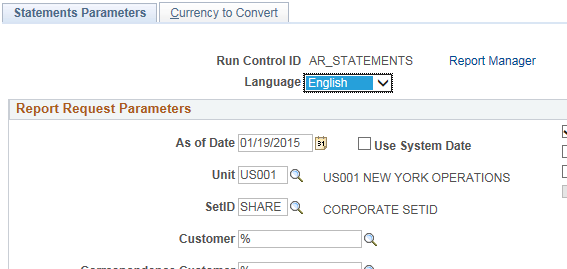 Statements Parameters Currency to Convert
Run Control ID AR_STATEMENTS Report Manager
Language English
Report Request Parameters
As of Date 01/19/2015 31 Use System Date
Unit US001 US001 NEW YORK OPERATIONS
SetID SHARE CORPORATE SETID
Customer %
Correspondence Customer %